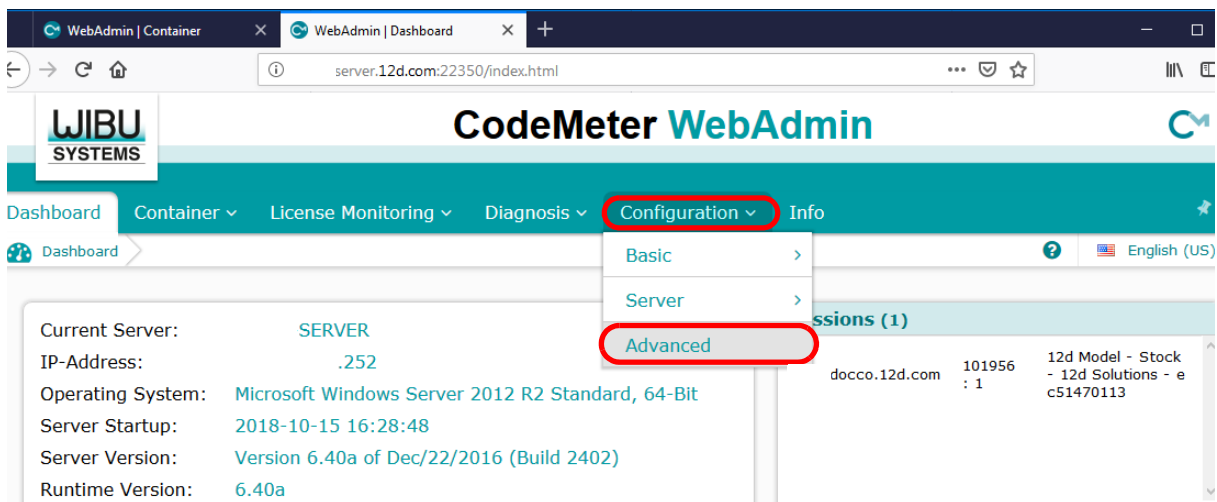 WebAdmin | Container
WebAdmin | Dashboard
server.12d.com:22350/index.html
WIBU
SYSTEMS
CodeMeter WebAdmin
Dashboard Container License Monitoring Diagnosis Configuration Info
Dashboard
English (US)
Basic
Server
Advanced
Current Server: SERVER
IP-Address: .252
Operating System: Microsoft Windows Server 2012 R2 Standard, 64-Bit
Server Startup: 2018-10-15 16:28:48
Server Version: Version 6.40a of Dec/22/2016 (Build 2402)
Runtime Version: 6.40a
ssions (1)
docco.12d.com
101956
: 1
12d Model - Stock
- 12d Solutions - e
c51470113